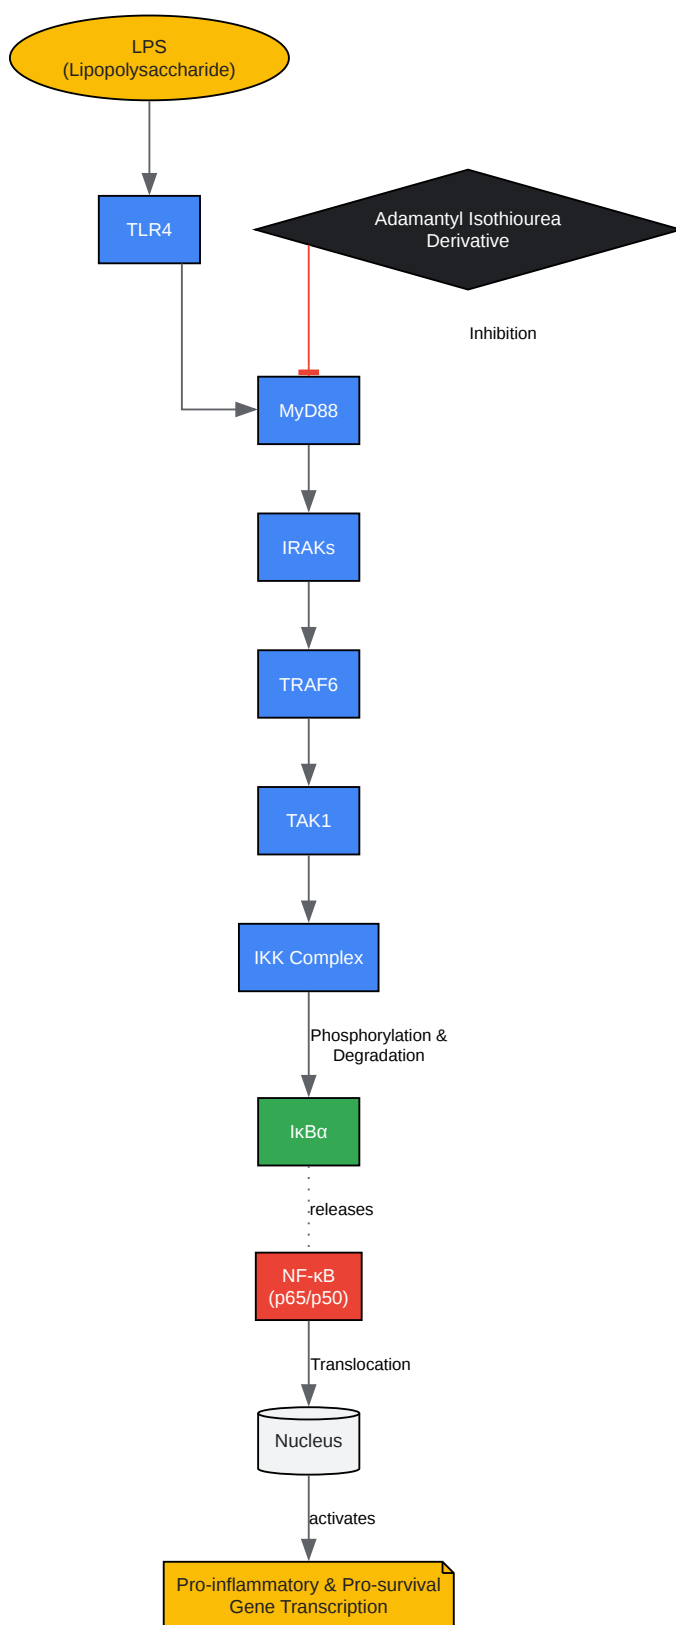 LPS
(Lipopolysaccharide)
TLR4
Adamantyl Isothiourea
Derivative
Inhibition
MyD88
IRAKs
TRAF6
TAK1
IKK Complex
Phosphorylation &
Degradation
IκBα
releases
NF-κB
(p65/p50)
Translocation
Nucleus
activates
Pro-inflammatory & Pro-survival
Gene Transcription